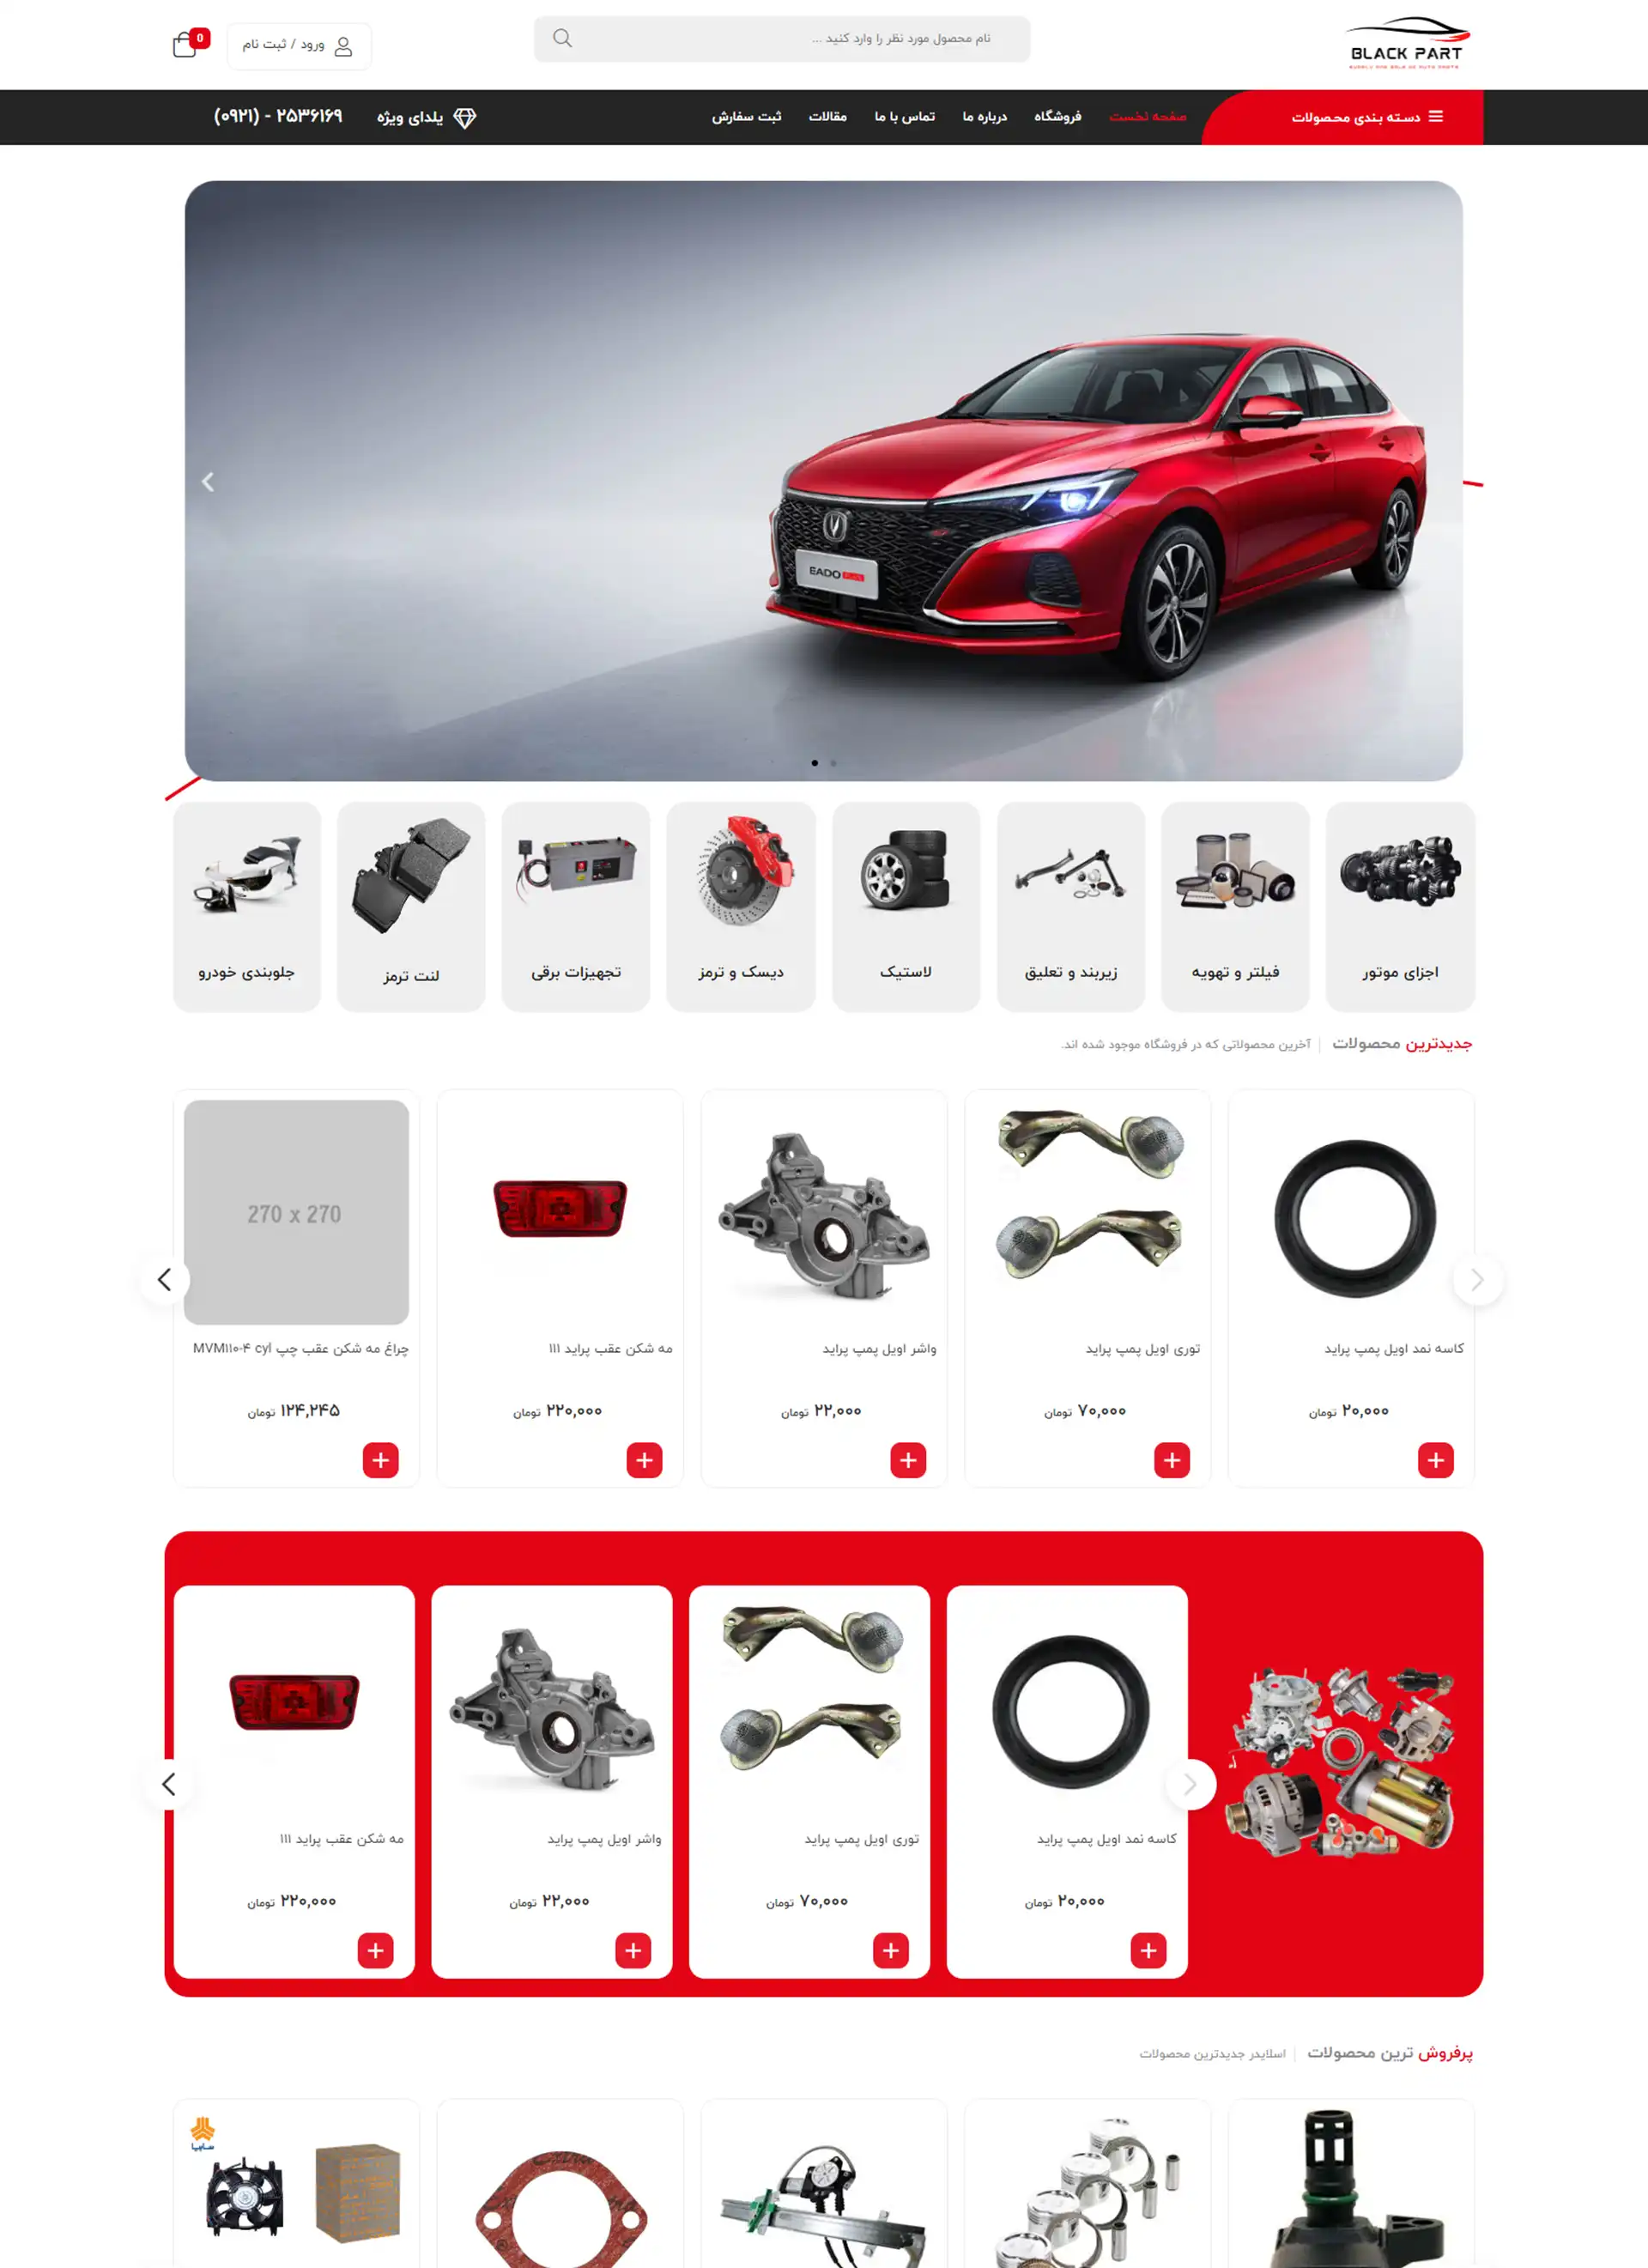 BLACK PART
نام محصول مورد نظر را وارد کنید ...
ورود / ثبت نام
0
دسته بندی محصولات
صفحه نخست
فروشگاه
درباره ما
تماس با ما
مقالات
ثبت سفارش
یلدای ویژه
۲۵۳۶۱۶۹ - (۰۹۲۱)
EADO
اجزای موتور
فیلتر و تهویه
زیربند و تعلیق
لاستیک
دیسک و ترمز
تجهیزات برقی
لنت ترمز
جلوبندی خودرو
جدیدترین محصولات
آخرین محصولاتی که در فروشگاه موجود شده اند.
270 x 270
کاسه نمد اویل پمپ پراید
توری اویل پمپ پراید
واشر اویل پمپ پراید
مه شکن عقب پراید ۱۱۱
چراغ مه شکن عقب چپ MVM۱۱۰-۴ cyl
۲۰,۰۰۰ تومان
۷۰,۰۰۰ تومان
۲۲,۰۰۰ تومان
۲۲۰,۰۰۰ تومان
۱۲۴,۲۴۵ تومان
کاسه نمد اویل پمپ پراید
توری اویل پمپ پراید
واشر اویل پمپ پراید
مه شکن عقب پراید ۱۱۱
۲۰,۰۰۰ تومان
۷۰,۰۰۰ تومان
۲۲,۰۰۰ تومان
۲۲۰,۰۰۰ تومان
پرفروش ترین محصولات
اسلایدر جدیدترین محصولات
سایپا